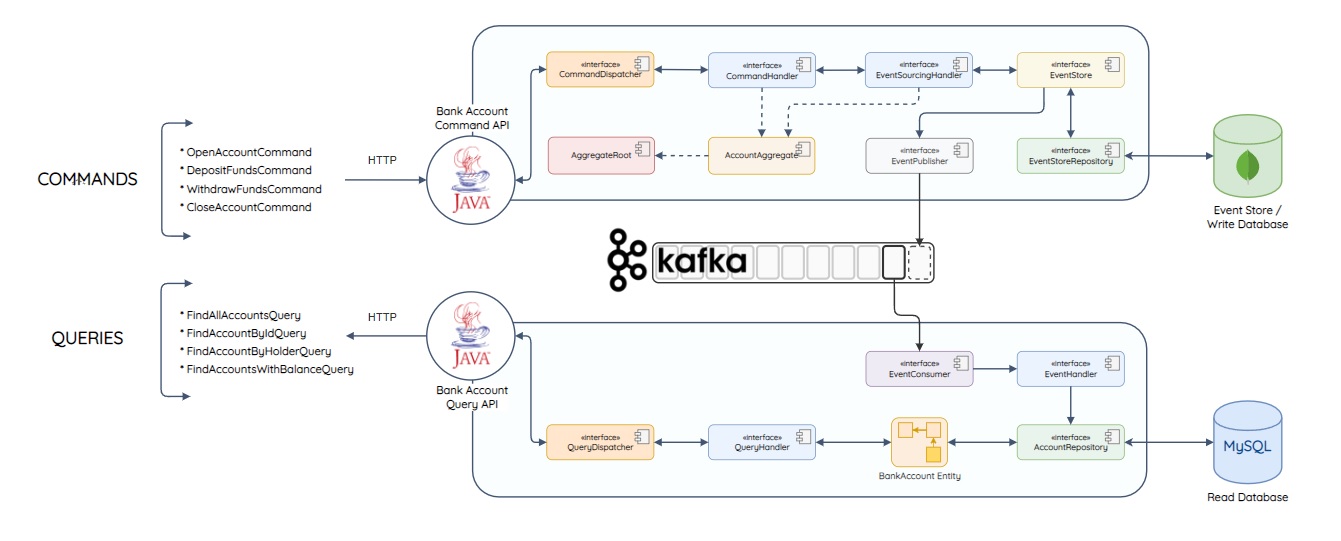 COMMANDS
* OpenAccountCommand
* DepositFundsCommand
* WithdrawFundsCommand
* CloseAccountCommand
HTTP
Bank Account
Command API
JAVA
«interface»
CommandDispatcher
«interface»
CommandHandler
«interface»
EventSourcingHandler
«interface»
EventStore
AggregateRoot
AccountAggregate
«interface»
EventPublisher
«interface»
EventStoreRepository
Event Store /
Write Database
kafka
QUERIES
* FindAllAccountsQuery
* FindAccountByIdQuery
* FindAccountByHolderQuery
* FindAccountsWithBalanceQuery
HTTP
JAVA
Bank Account
Query API
«interface»
EventConsumer
«interface»
EventHandler
«interface»
QueryDispatcher
«interface»
QueryHandler
BankAccount Entity
«interface»
AccountRepository
MySQL
Read Database